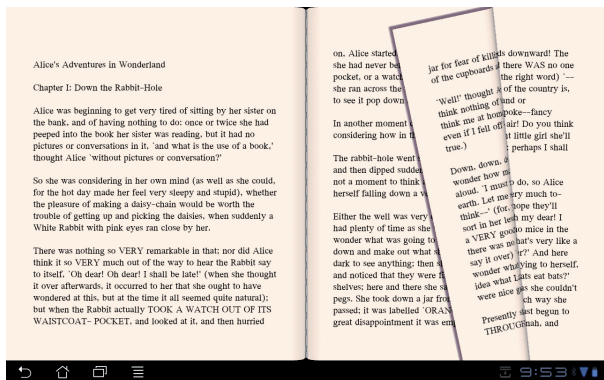 Alice's Adventures in Wonderland
Chapter I: Down the Rabbit-Hole
Alice was beginning to get very tired of sitting by her sister on
the bank, and of having nothing to do: once or twice she had
peeped into the book her sister was reading, but it had no
pictures or conversations in it, `and what is the use of a book,'
thought Alice `without pictures or conversation?'
So she was considering in her own mind (as well as she could,
for the hot day made her feel very sleepy and stupid), whether
the pleasure of making a daisy-chain would be worth the
trouble of getting up and picking the daisies, when suddenly a
White Rabbit with pink eyes ran close by her.
There was nothing so VERY remarkable in that; nor did Alice
think it so VERY much out of the way to hear the Rabbit say
to itself, `Oh dear! Oh dear! I shall be late!' (when she thought
it over afterwards, it occurred to her that she ought to have
wondered at this, but at the time it all seemed quite natural);
but when the Rabbit actually TOOK A WATCH OUT OF ITS
WAISTCOAT- POCKET, and looked at it, and then hurried
on, Alice started
she had never
pocket, or a
she ran across the
to see it pop down
In another moment
considering how in
The rabbit-hole went
and then dipped
not a moment to think
herself falling down a
Either the well was very
had plenty of time as she
wonder what was going to
down and make out what
dark to see anything; then
and noticed that they were
shelves; here and there she
pegs. She took down a jar
passed; it was labelled
great disappointment it was
jar for fear of
of the cupboards
`Well!' thought
think nothing of
think me at
even if I fell off
true.)
Down, down,
wonder how
aloud. `I must
earth. Let me
think--' (for,
sort in her
a VERY
there was no
say it over)
wonder
idea what
were nice
Presently
downward! The
there WAS no one
the right word) `--
of the country is,
and or
--fancy
air! Do you think
little girl she'll
; perhaps I shall
do, so Alice
very much to-
hope they'll
my dear! I
mice in the
that's very like a
?' And here
to herself,
eat bats?'
she couldn't
which way she
just begun to
and
9:53